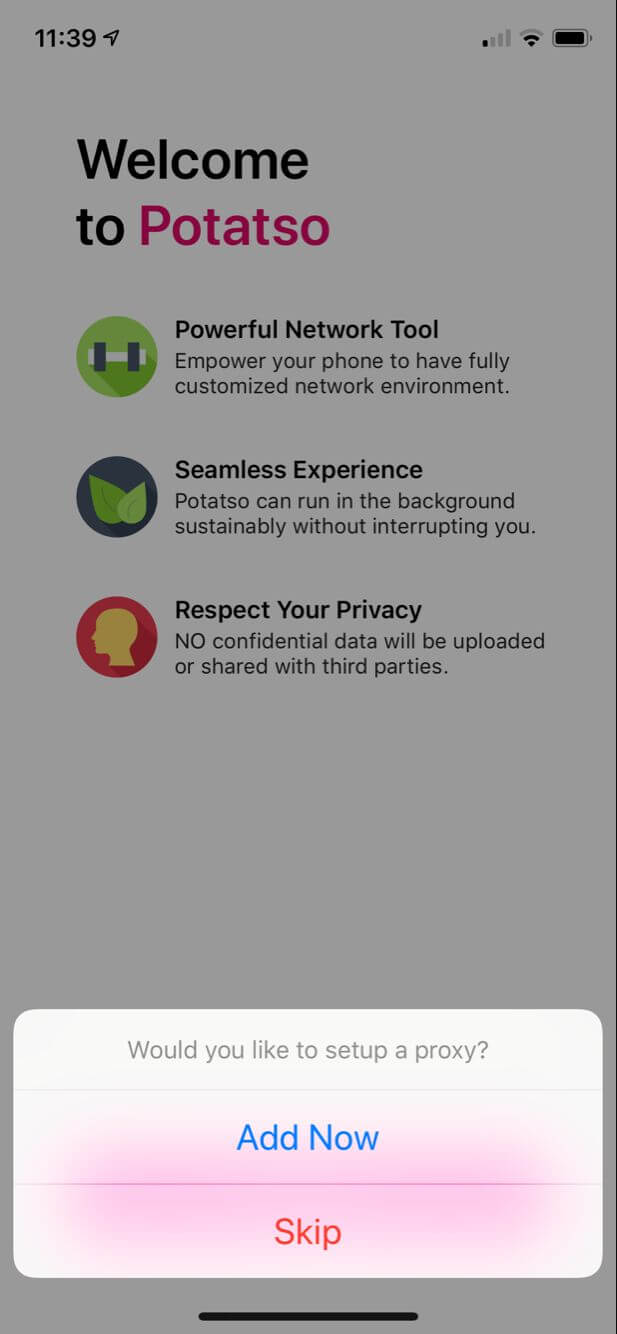 11:39
Welcome
to Potatso
Powerful Network Tool
Empower your phone to have fully
customized network environment.
Seamless Experience
Potatso can run in the background
sustainably without interrupting you.
Respect Your Privacy
NO confidential data will be uploaded
or shared with third parties.
Would you like to setup a proxy?
Add Now
Skip